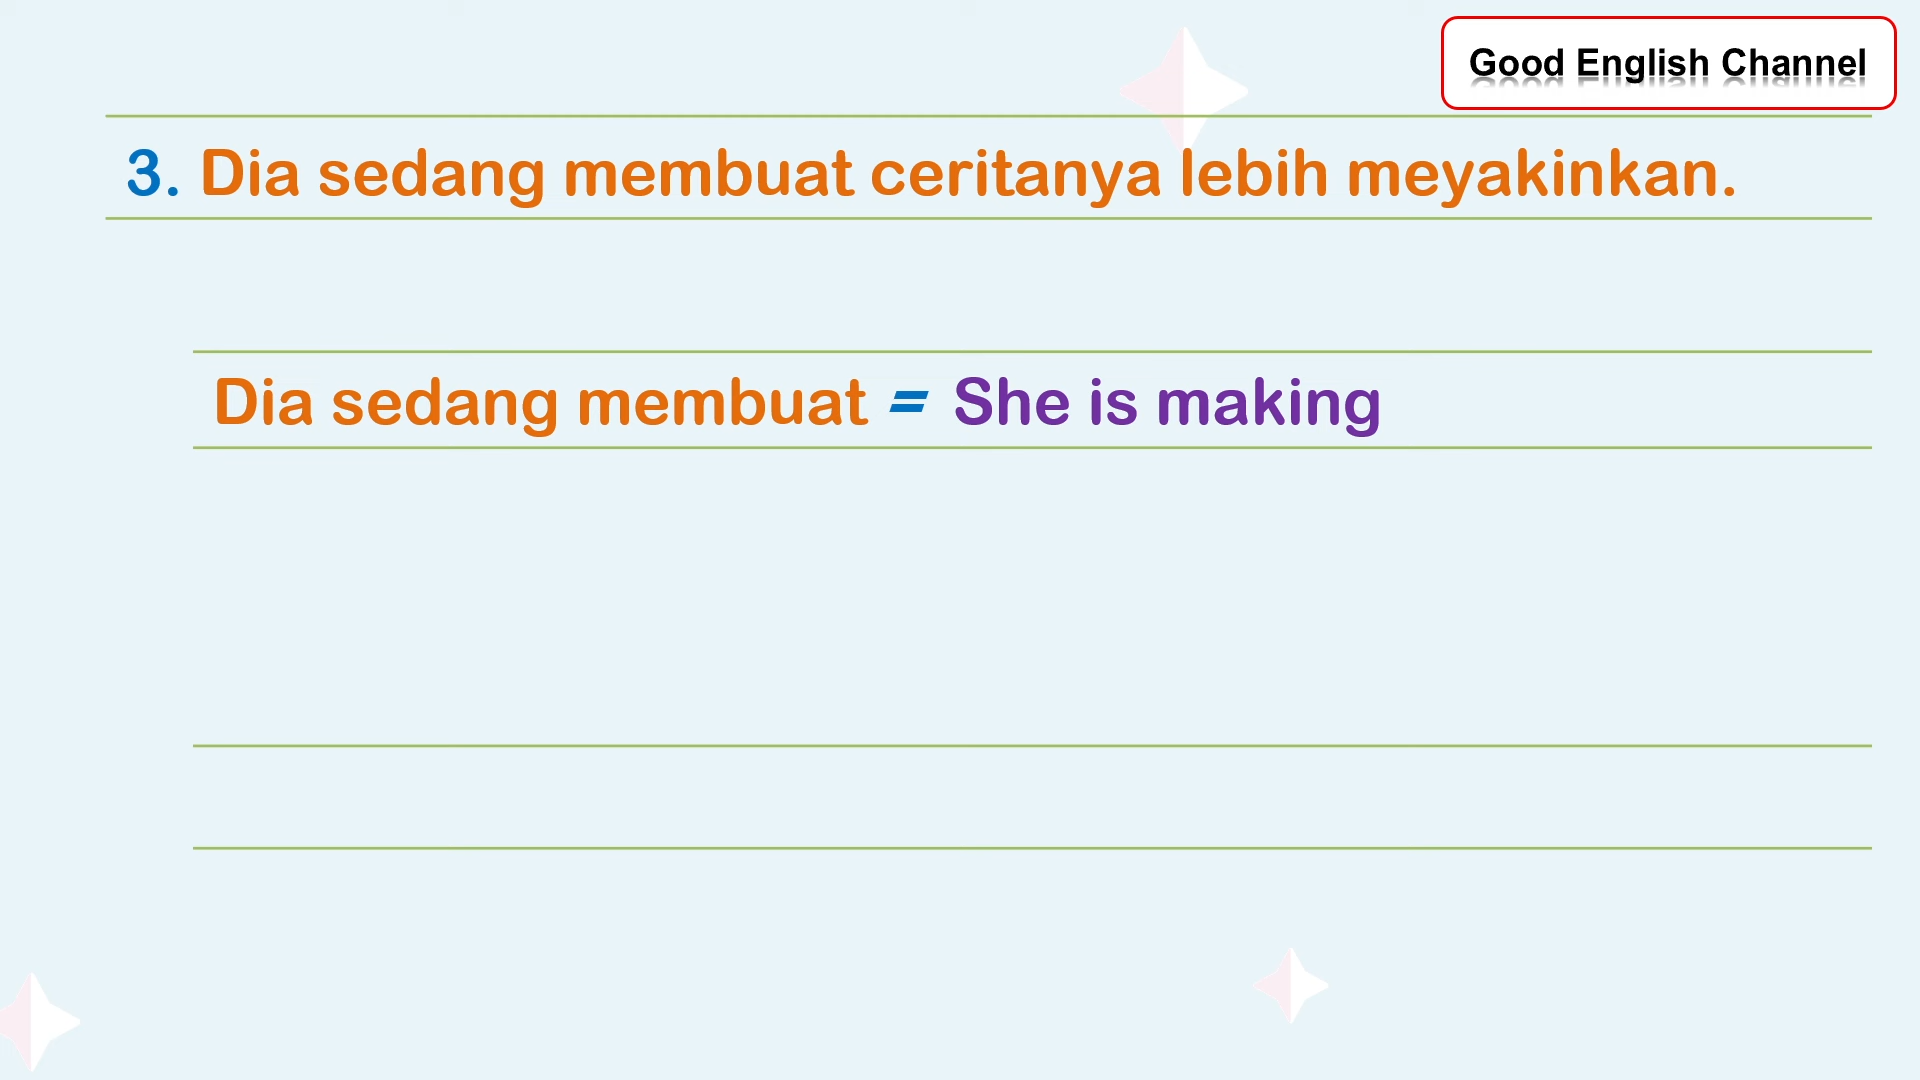 Good English Channel
3. Dia sedang membuat ceritanya lebih meyakinkan.
Dia sedang membuat = She is making